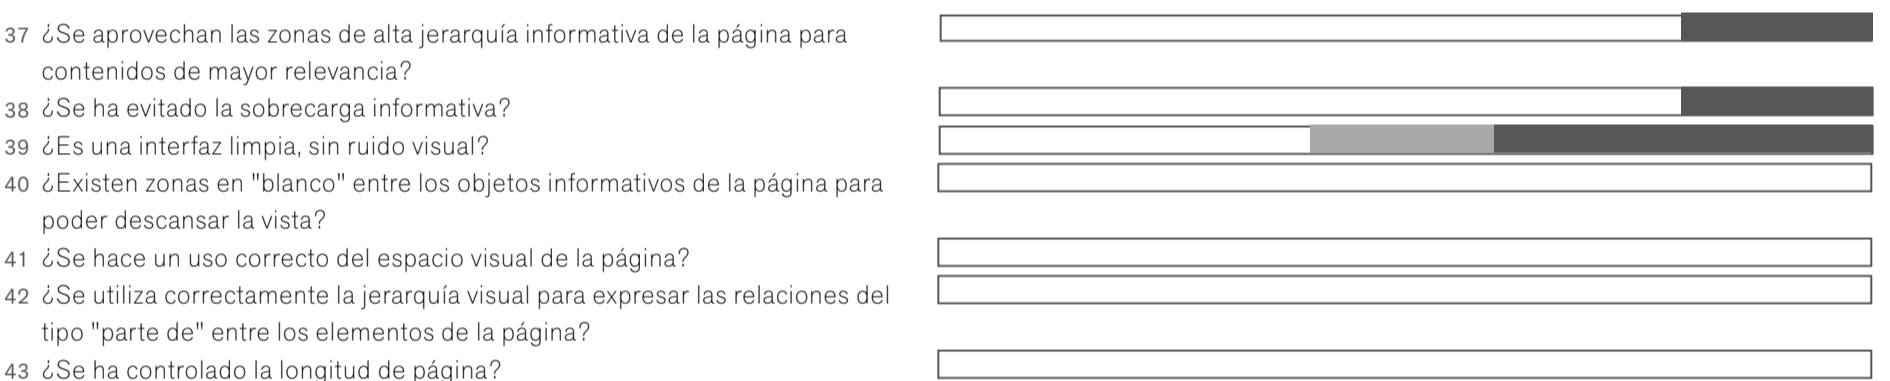 37 ¿Se aprovechan las zonas de alta jerarquía informativa de la página para
contenidos de mayor relevancia?
38 ¿Se ha evitado la sobrecarga informativa?
39 ¿Es una interfaz limpia, sin ruido visual?
40 ¿Existen zonas en "blanco" entre los objetos informativos de la página para
poder descansar la vista?
41 ¿Se hace un uso correcto del espacio visual de la página?
42 ¿Se utiliza correctamente la jerarquía visual para expresar las relaciones del
tipo "parte de" entre los elementos de la página?
43 ¿Se ha controlado la longitud de página?